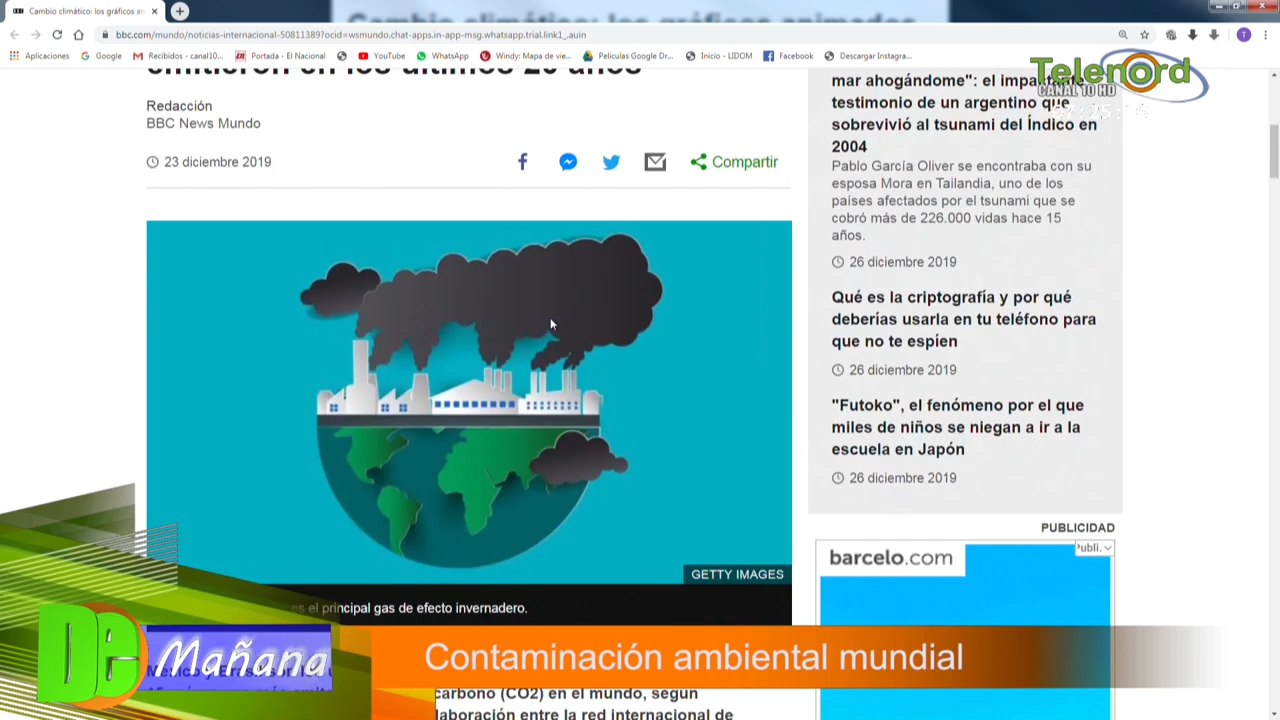 Cambio climático: los gráficos an
bbc.com/mundo/noticias-internacional-50811389?ocid=wsmundo.chat-apps.in-app-msg.whatsapp.trial.link1_.auin
T
Aplicaciones
Google
Recibidos - canal10...
Portada - El Nacional
YouTube
WhatsApp
Windy: Mapa de vie...
Peliculas Google Dr...
Inicio - LIDOM
Facebook
Descargar Instagra...
emitieron en los últimos 20 años
Redacción
BBC News Mundo
23 diciembre 2019
Compartir
GETTY IMAGES
es el principal gas de efecto invernadero.
carbono (CO2) en el mundo, según
laboración entre la red internacional de
Telenord
CANAL 10 HD
mar ahogándome": el impactante
testimonio de un argentino que
sobrevivió al tsunami del Índico en
2004
Pablo García Oliver se encontraba con su
esposa Mora en Tailandia, uno de los
países afectados por el tsunami que se
cobró más de 226.000 vidas hace 15
años.
26 diciembre 2019
Qué es la criptografía y por qué
deberías usarla en tu teléfono para
que no te espíen
26 diciembre 2019
"Futoko", el fenómeno por el que
miles de niños se niegan a ir a la
escuela en Japón
26 diciembre 2019
PUBLICIDAD
Publi.
barcelo.com
De Mañana
Contaminación ambiental mundial